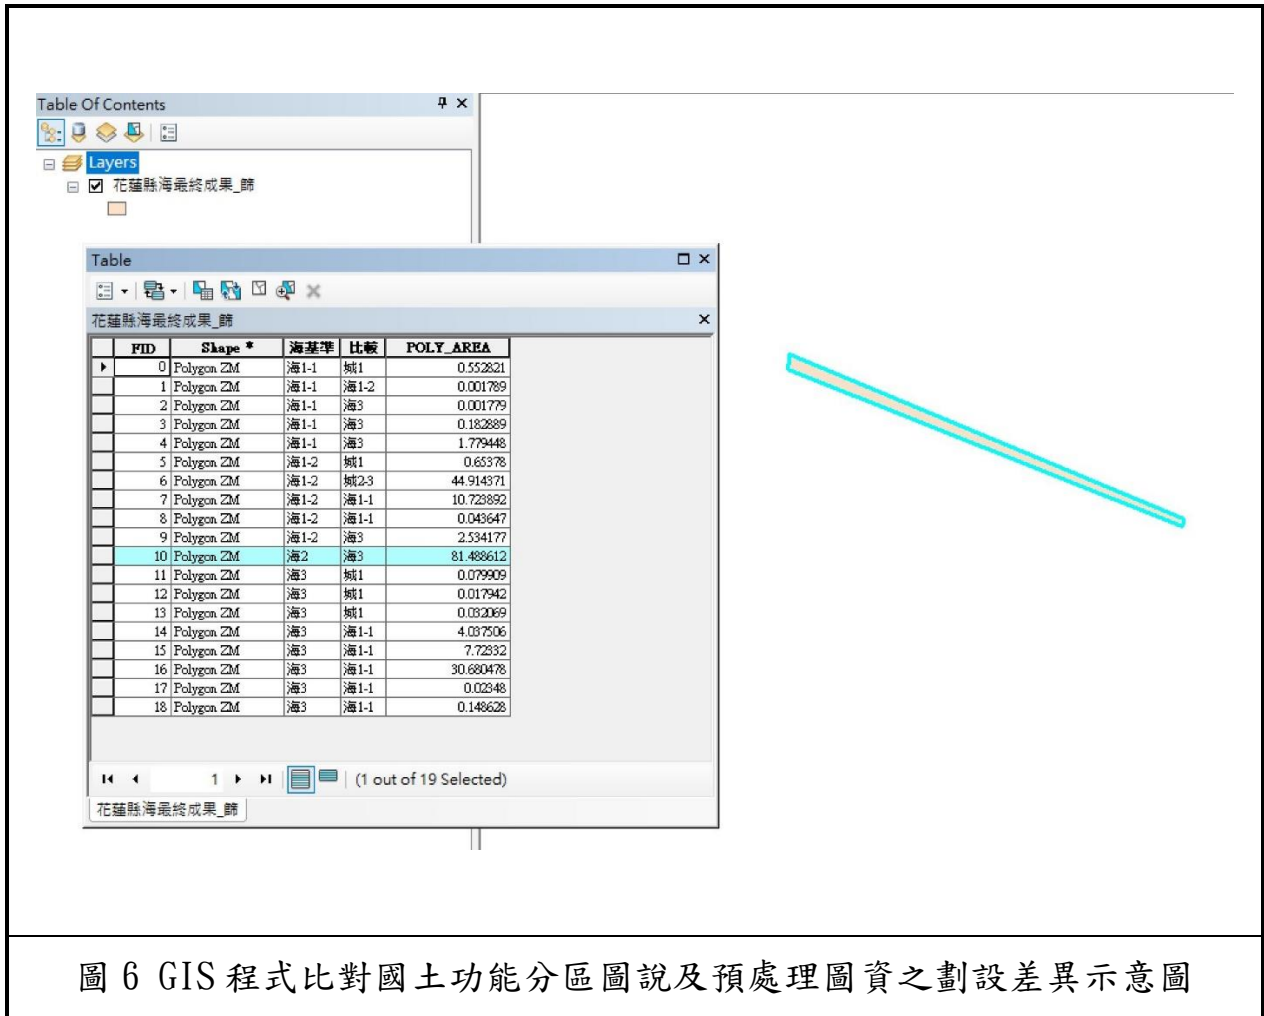 Table Of Contents
Layers
花蓮縣海最終成果_篩
Table
花蓮縣海最終成果_篩
FID Shape * 海基準 比較 POLY_AREA
0 Polygon ZM 海1-1 城1 0.552821
1 Polygon ZM 海1-1 海1-2 0.001789
2 Polygon ZM 海1-1 海3 0.001779
3 Polygon ZM 海1-1 海3 0.182889
4 Polygon ZM 海1-1 海3 1.779448
5 Polygon ZM 海1-2 城1 0.65378
6 Polygon ZM 海1-2 城2-3 44.914371
7 Polygon ZM 海1-2 海1-1 10.723892
8 Polygon ZM 海1-2 海1-1 0.043647
9 Polygon ZM 海1-2 海3 2.534177
10 Polygon ZM 海2 海3 81.488612
11 Polygon ZM 海3 城1 0.079909
12 Polygon ZM 海3 城1 0.017942
13 Polygon ZM 海3 城1 0.032069
14 Polygon ZM 海3 海1-1 4.037506
15 Polygon ZM 海3 海1-1 7.72332
16 Polygon ZM 海3 海1-1 30.680478
17 Polygon ZM 海3 海1-1 0.02348
18 Polygon ZM 海3 海1-1 0.148628
1 (1 out of 19 Selected)
花蓮縣海最終成果_篩
圖 6 GIS 程式比對國土功能分區圖說及預處理圖資之劃設差異示意圖